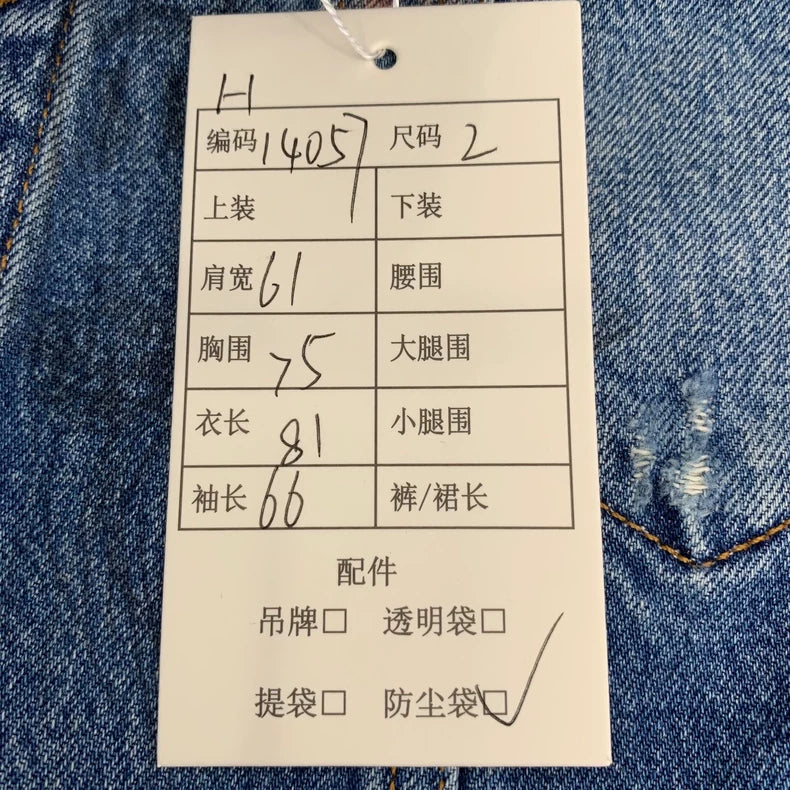 H
编码 14057 尺码 2
上装 下装
肩宽 61 腰围
胸围 75 大腿围
衣长 81 小腿围
袖长 66 裤/裙长
配件
吊牌□ 透明袋□
提袋□ 防尘袋☑